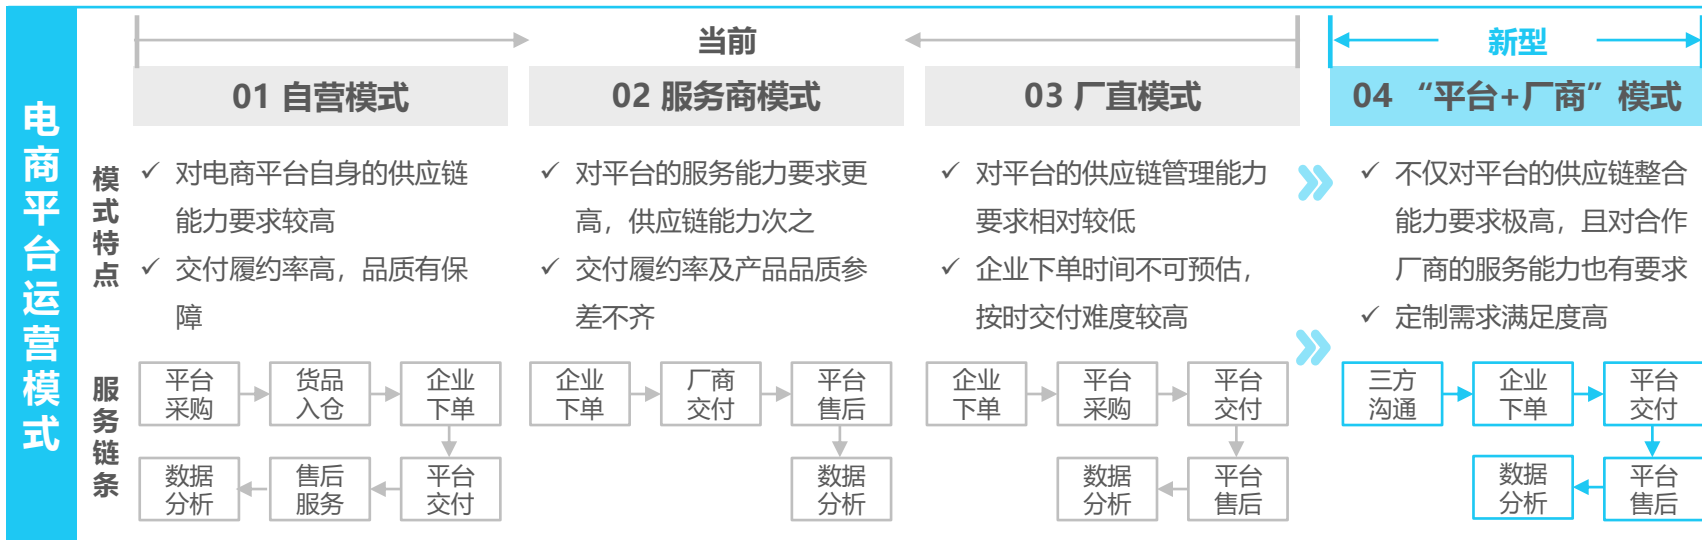 电商平台运营模式
当前
新型
01 自营模式
02 服务商模式
03 厂直模式
04 “平台+厂商”模式
模式特点
✓ 对电商平台自身的供应链
能力要求较高
✓ 交付履约率高，品质有保
障
✓ 对平台的服务能力要求更
高，供应链能力次之
✓ 交付履约率及产品品质参
差不齐
✓ 对平台的供应链管理能力
要求相对较低
✓ 企业下单时间不可预估，
按时交付难度较高
✓ 不仅对平台的供应链整合
能力要求极高，且对合作
厂商的服务能力也有要求
✓ 定制需求满足度高
服务链条
平台
采购
货品
入仓
企业
下单
平台
交付
售后
服务
数据
分析
企业
下单
厂商
交付
平台
售后
数据
分析
企业
下单
平台
采购
平台
交付
平台
售后
数据
分析
三方
沟通
企业
下单
平台
交付
平台
售后
数据
分析